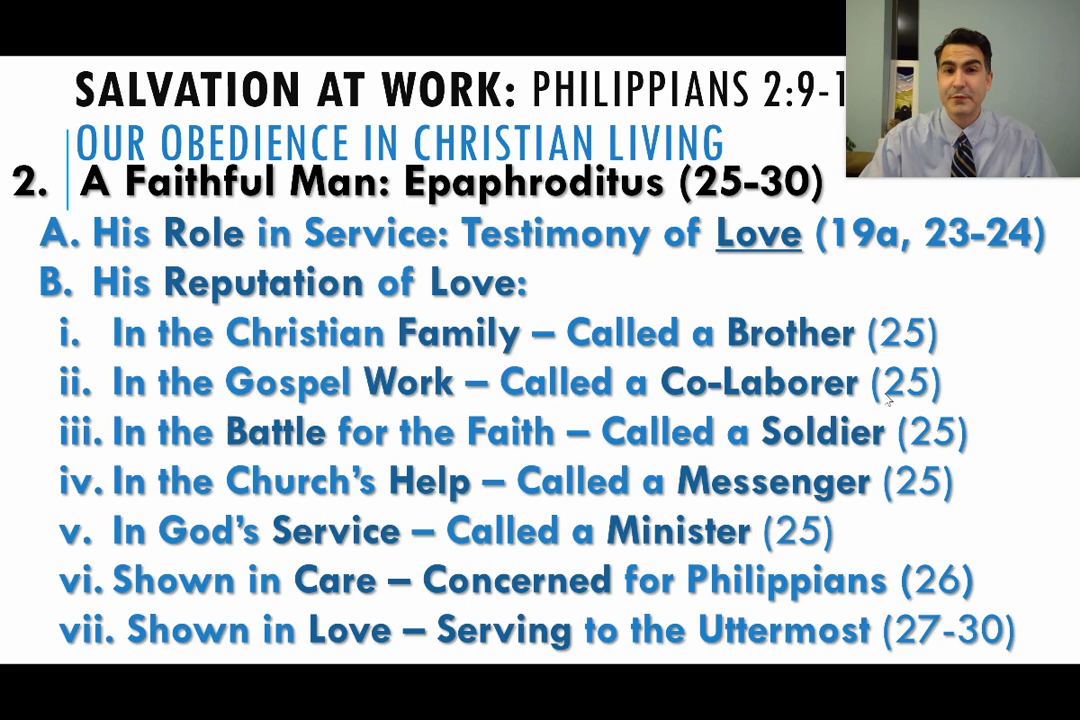 SALVATION AT WORK: PHILIPPIANS 2:9-1
OUR OBEDIENCE IN CHRISTIAN LIVING
2. A Faithful Man: Epaphroditus (25-30)
A. His Role in Service: Testimony of Love (19a, 23-24)
B. His Reputation of Love:
i. In the Christian Family – Called a Brother (25)
ii. In the Gospel Work – Called a Co-Laborer (25)
iii. In the Battle for the Faith – Called a Soldier (25)
iv. In the Church’s Help – Called a Messenger (25)
v. In God’s Service – Called a Minister (25)
vi. Shown in Care – Concerned for Philippians (26)
vii. Shown in Love – Serving to the Uttermost (27-30)